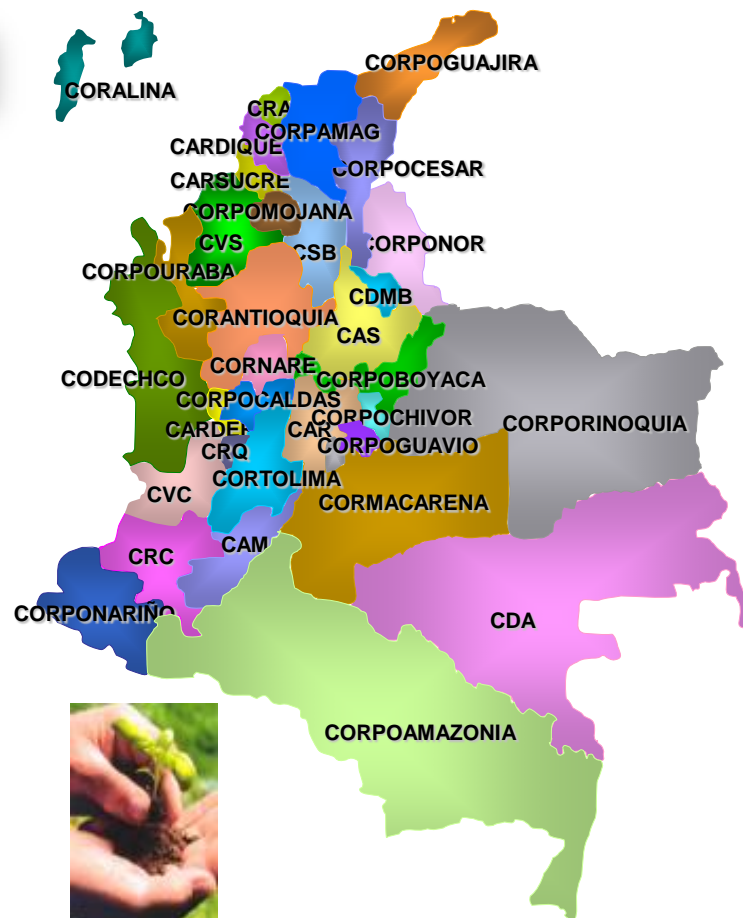 CORPOGUAJIRA
CORALINA
CRA
CORPAMAG
CARDIQUE
CORPOCESAR
CARSUCRE
CORPOMOJANA
CVS
CORPONOR
CSB
CORPOURABA
CDMB
CORANTIOQUIA
CAS
CORNARE
CODECHCO
CORPOBOYACA
CORPOCALDAS
CORPOCHIVOR
CORPORINOQUIA
CARDER
CAR
CORPOGUAVIO
CRQ
CORTOLIMA
CVC
CORMACARENA
CAM
CRC
CORPONARIÑO
CDA
CORPOAMAZONIA